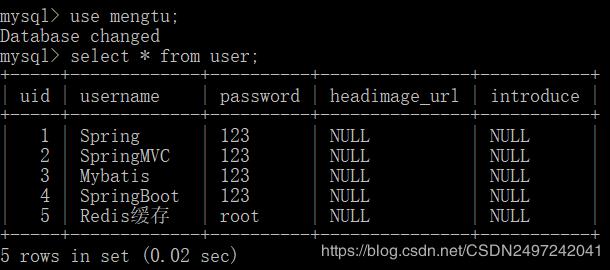 mysql> use mengtu;
Database changed
mysql> select * from user;
+-----+------------+----------+---------------+-----------+
| uid | username | password | headimage_url | introduce |
+-----+------------+----------+---------------+-----------+
| 1 | Spring | 123 | NULL | NULL |
| 2 | SpringMVC | 123 | NULL | NULL |
| 3 | Mybatis | 123 | NULL | NULL |
| 4 | SpringBoot | 123 | NULL | NULL |
| 5 | Redis缓存 | root | NULL | NULL |
+-----+------------+----------+---------------+-----------+
5 rows in set (0.02 sec)
https://blog.csdn.net/CSDN2497242041